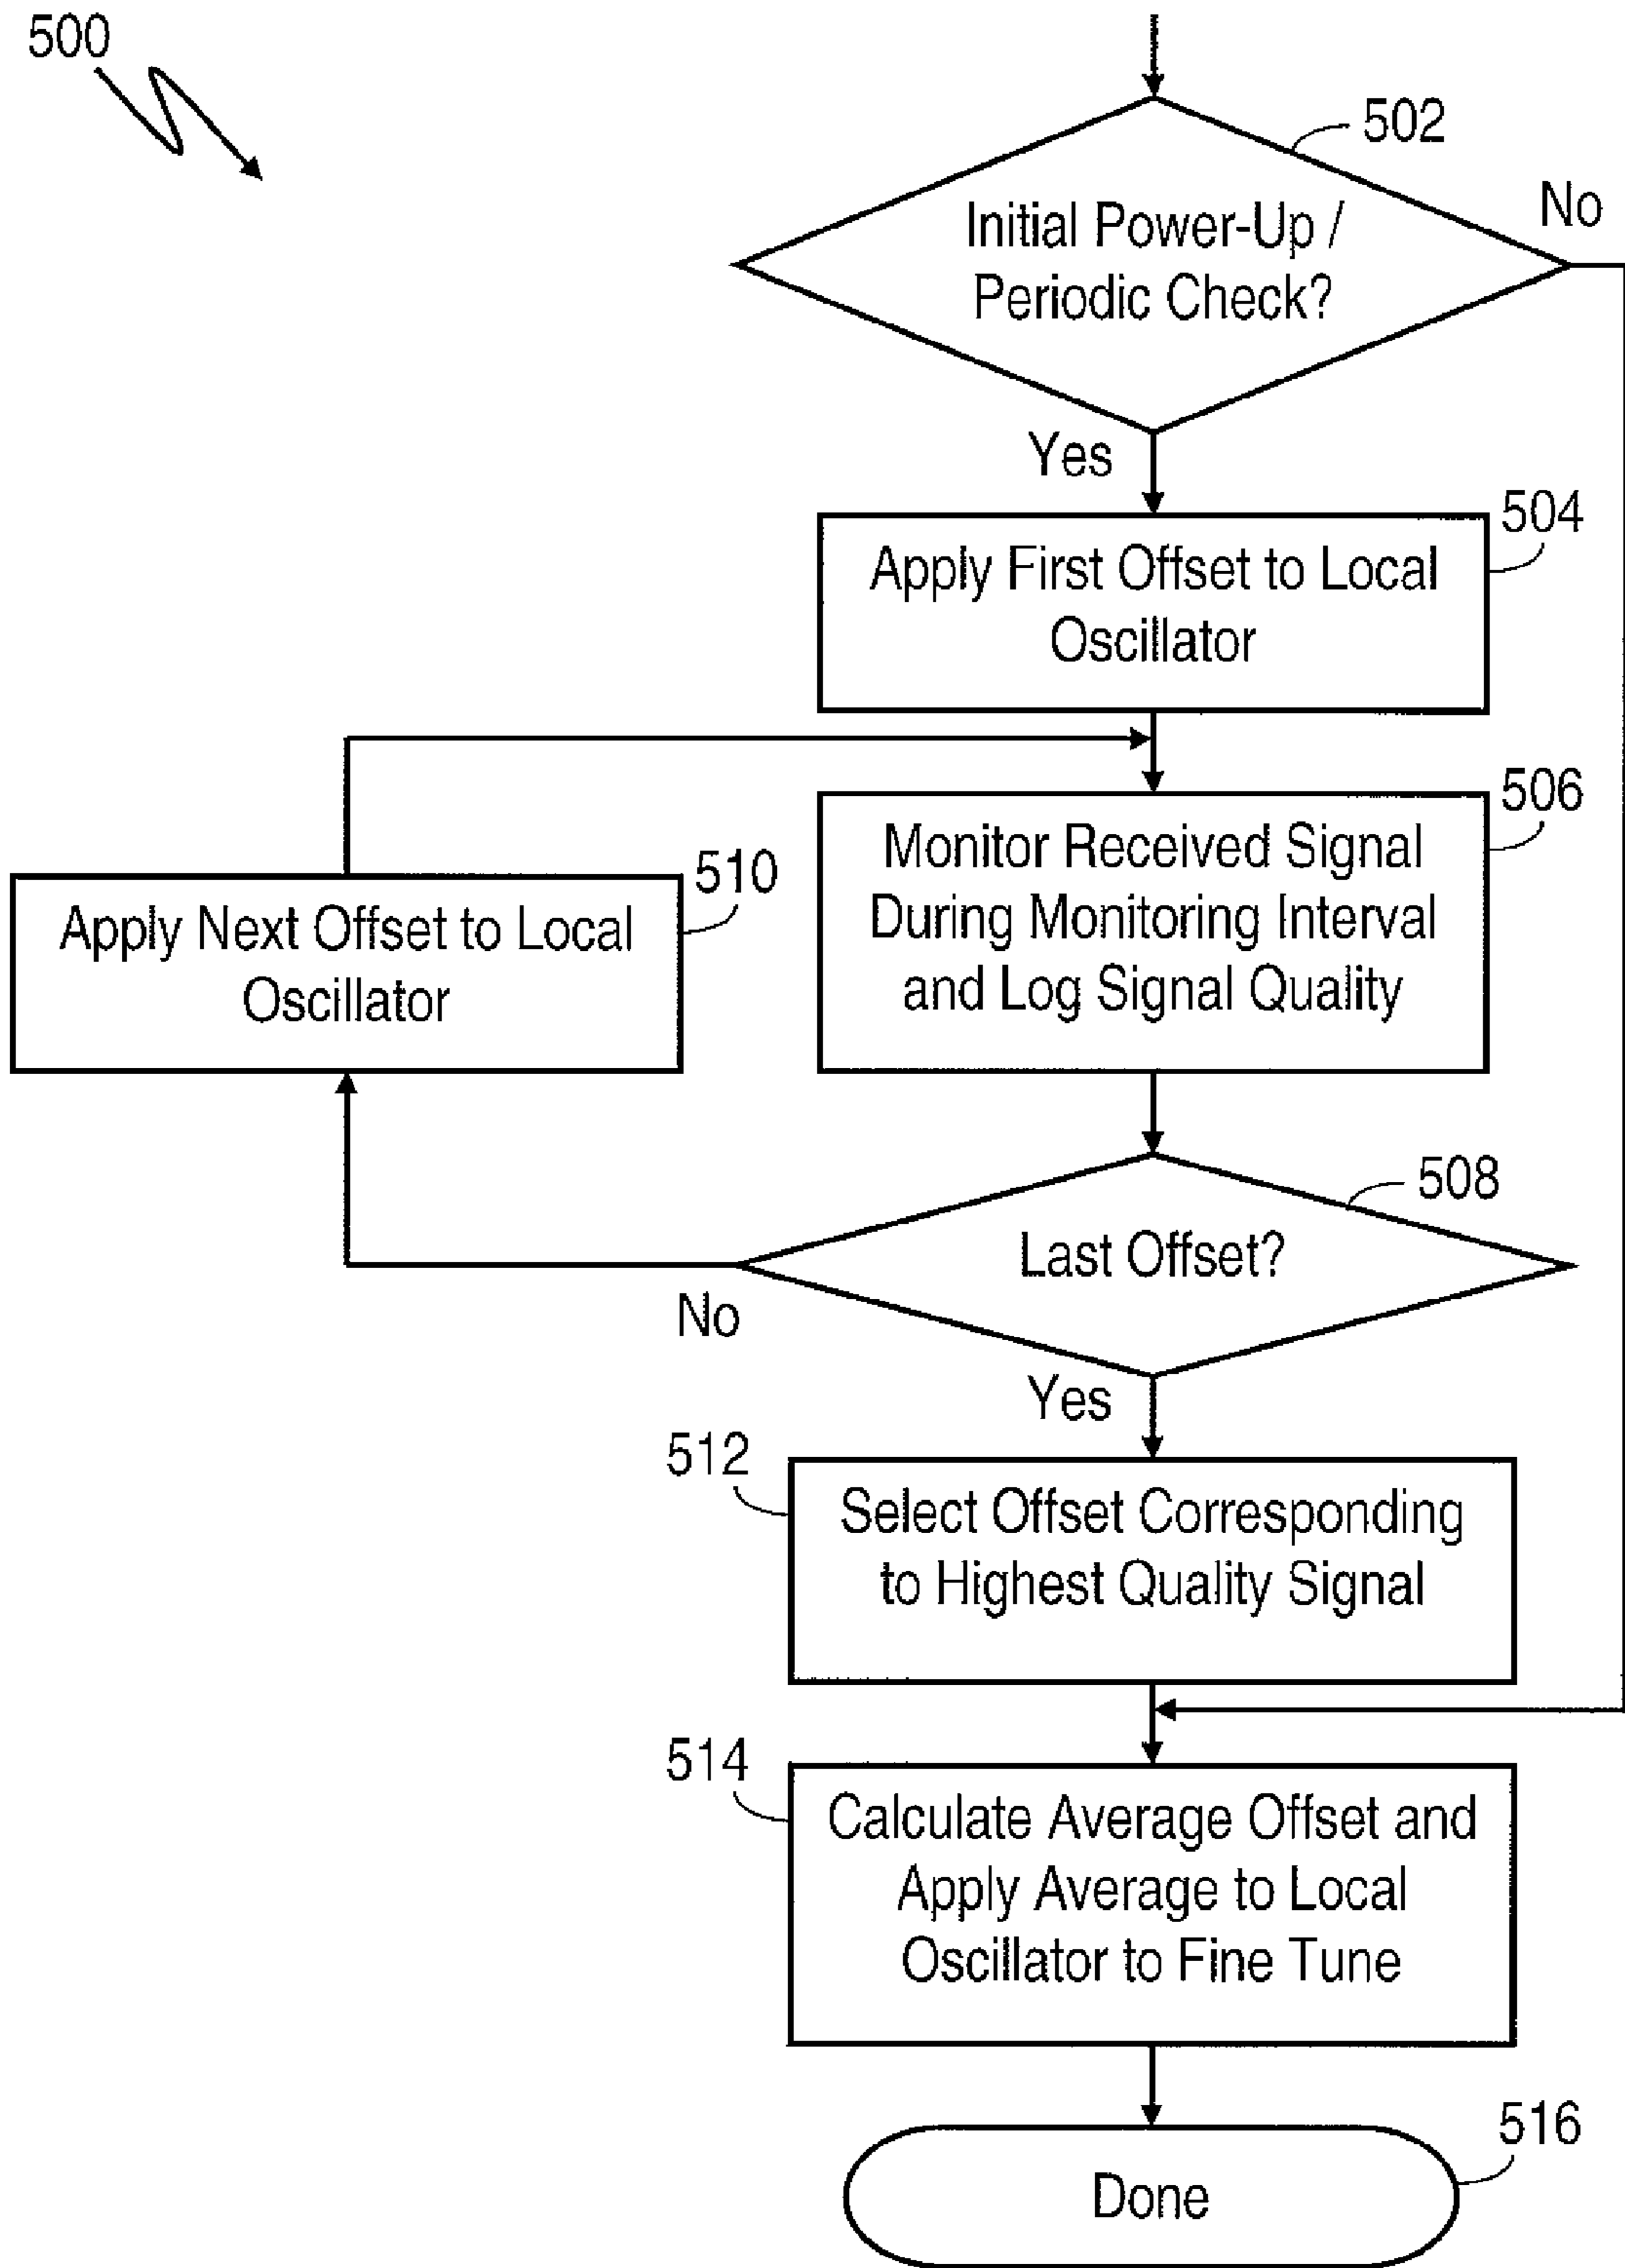 500
502
Initial Power-Up /
Periodic Check?
No
Yes
504
Apply First Offset to Local
Oscillator
506
Monitor Received Signal
During Monitoring Interval
and Log Signal Quality
510
Apply Next Offset to Local
Oscillator
508
Last Offset?
No
Yes
512
Select Offset Corresponding
to Highest Quality Signal
514
Calculate Average Offset and
Apply Average to Local
Oscillator to Fine Tune
516
Done